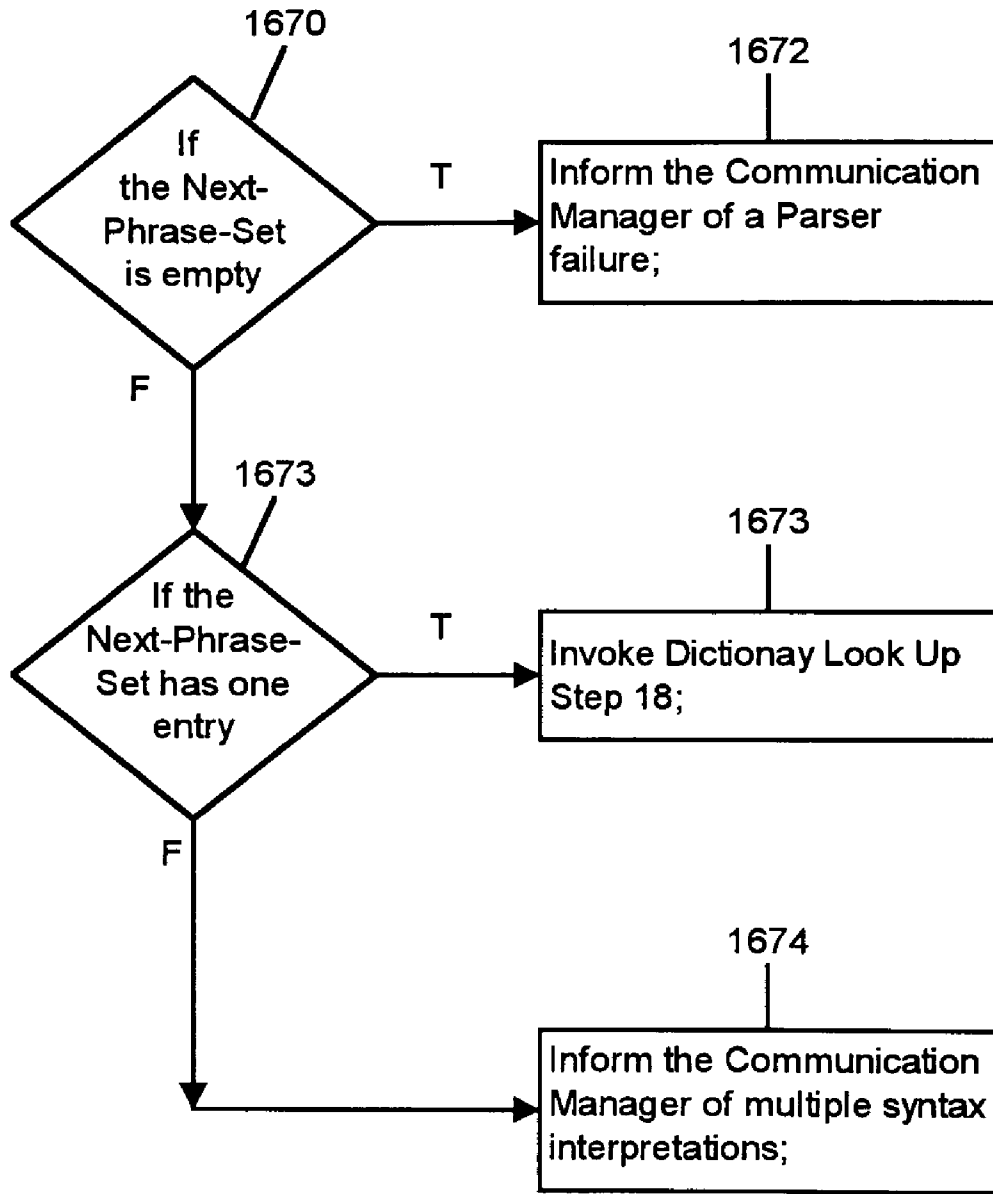 1670
If
the Next-
Phrase-Set
is empty
T
F
1672
Inform the Communication
Manager of a Parser
failure;
1673
If the
Next-Phrase-
Set has one
entry
T
F
1673
Invoke Dictionay Look Up
Step 18;
1674
Inform the Communication
Manager of multiple syntax
interpretations;